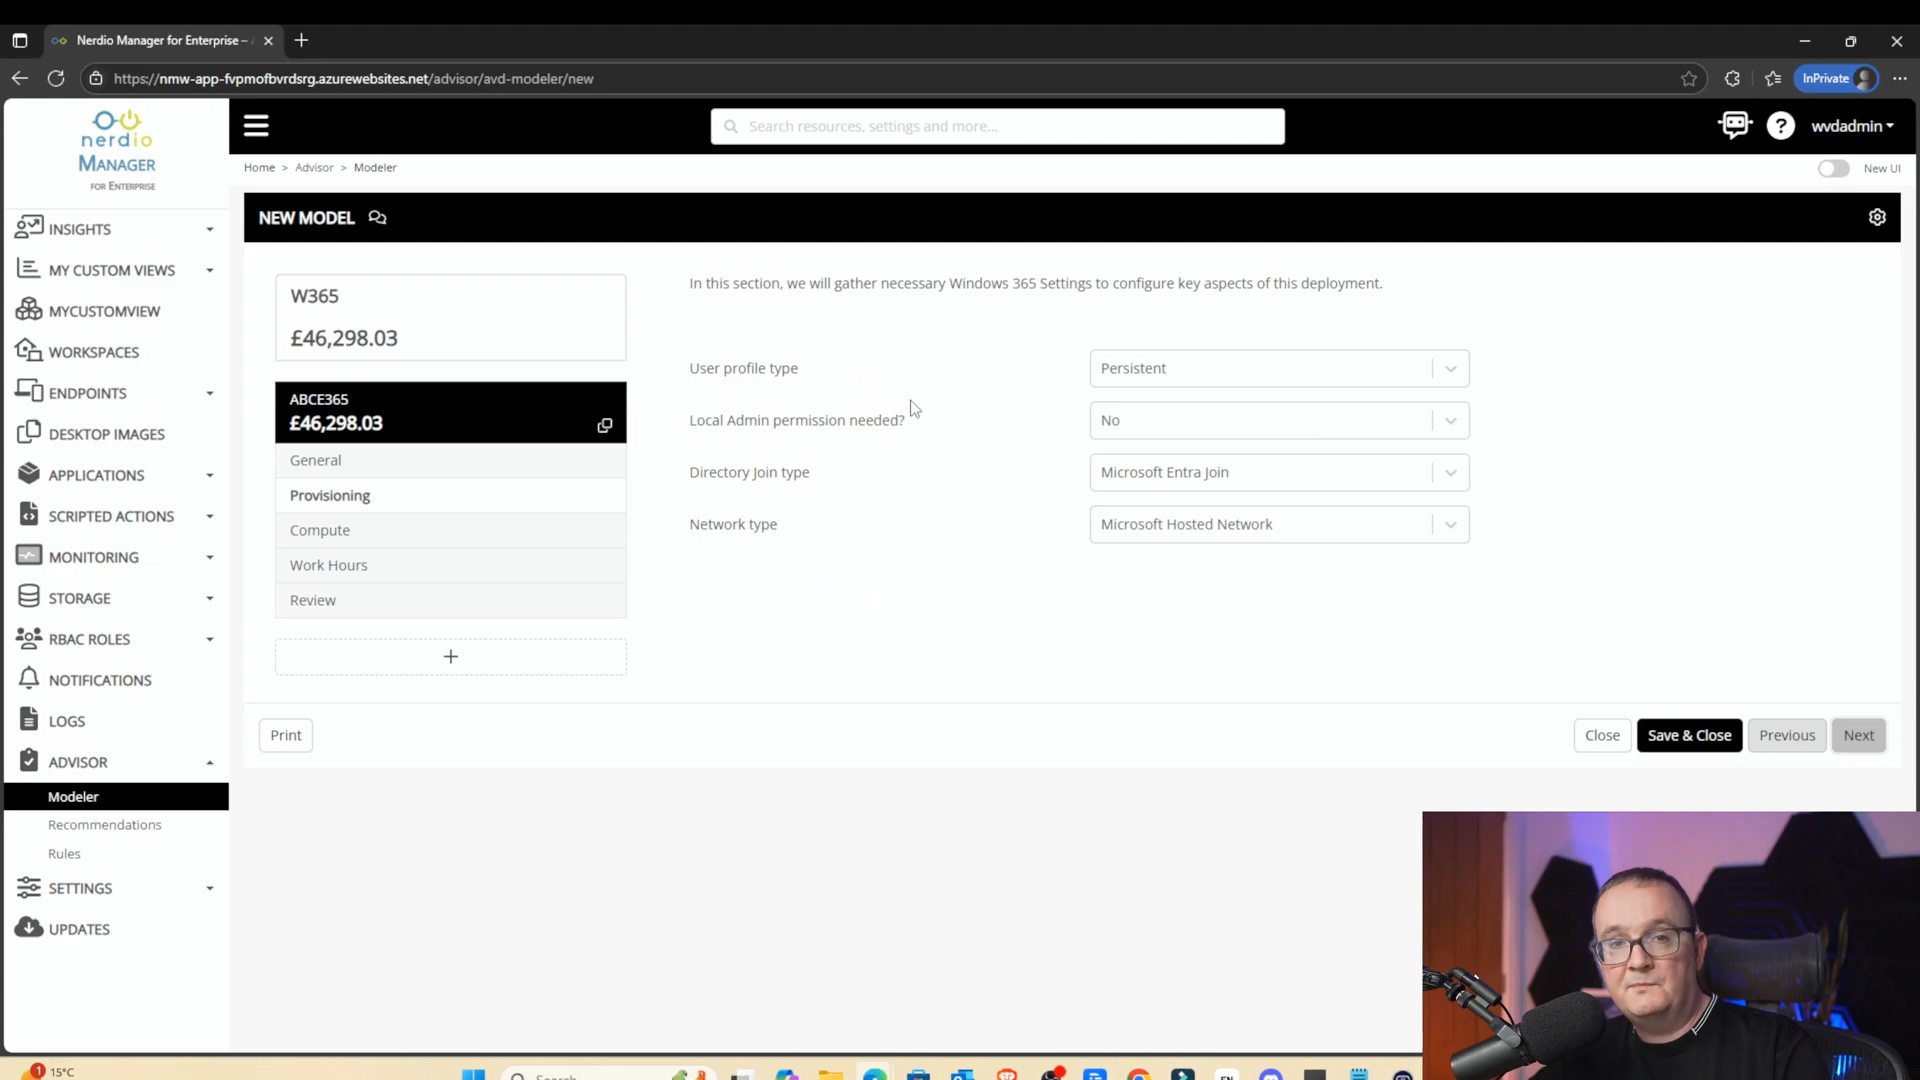 Nerdio Manager for Enterprise –
https://nmw-app-fvpmofbvrdsrg.azurewebsites.net/advisor/avd-modeler/new
InPrivate
nerdio
MANAGER
FOR ENTERPRISE
Search resources, settings and more...
?
wvdadmin
Home > Advisor > Modeler
New UI
INSIGHTS
MY CUSTOM VIEWS
MYCUSTOMVIEW
WORKSPACES
ENDPOINTS
DESKTOP IMAGES
APPLICATIONS
SCRIPTED ACTIONS
MONITORING
STORAGE
RBAC ROLES
NOTIFICATIONS
LOGS
ADVISOR
Modeler
Recommendations
Rules
SETTINGS
UPDATES
NEW MODEL
W365
£46,298.03
ABCE365
£46,298.03
General
Provisioning
Compute
Work Hours
Review
+
In this section, we will gather necessary Windows 365 Settings to configure key aspects of this deployment.
User profile type
Persistent
Local Admin permission needed?
No
Directory Join type
Microsoft Entra Join
Network type
Microsoft Hosted Network
Print
Close
Save & Close
Previous
Next
1
15°C
Search